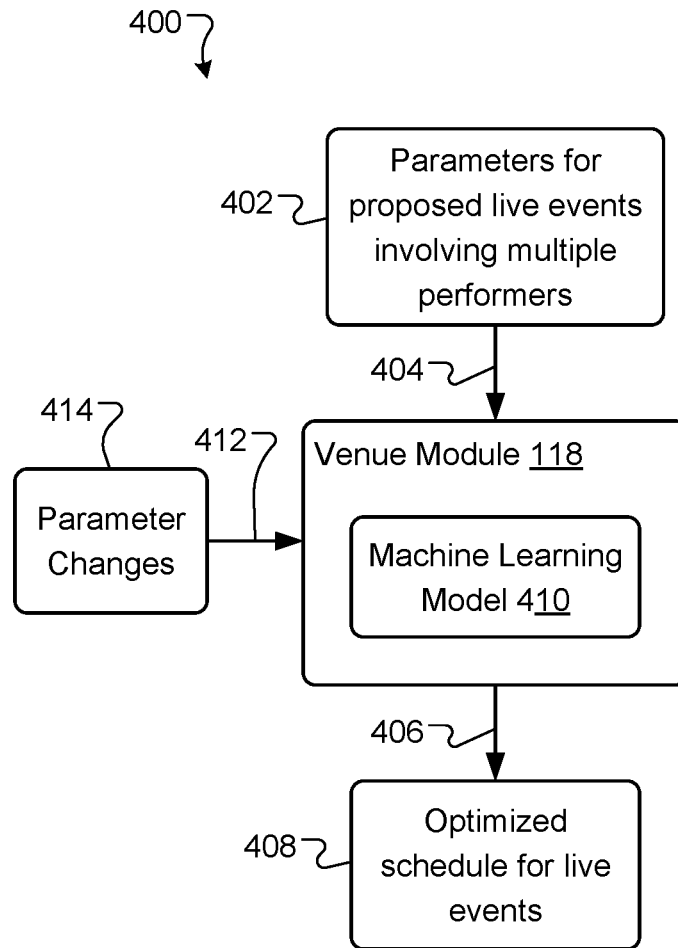 400
Parameters for
proposed live events
involving multiple
performers
402
404
414
412
Venue Module 118
Parameter
Changes
Machine Learning
Model 410
406
Optimized
schedule for live
events
408